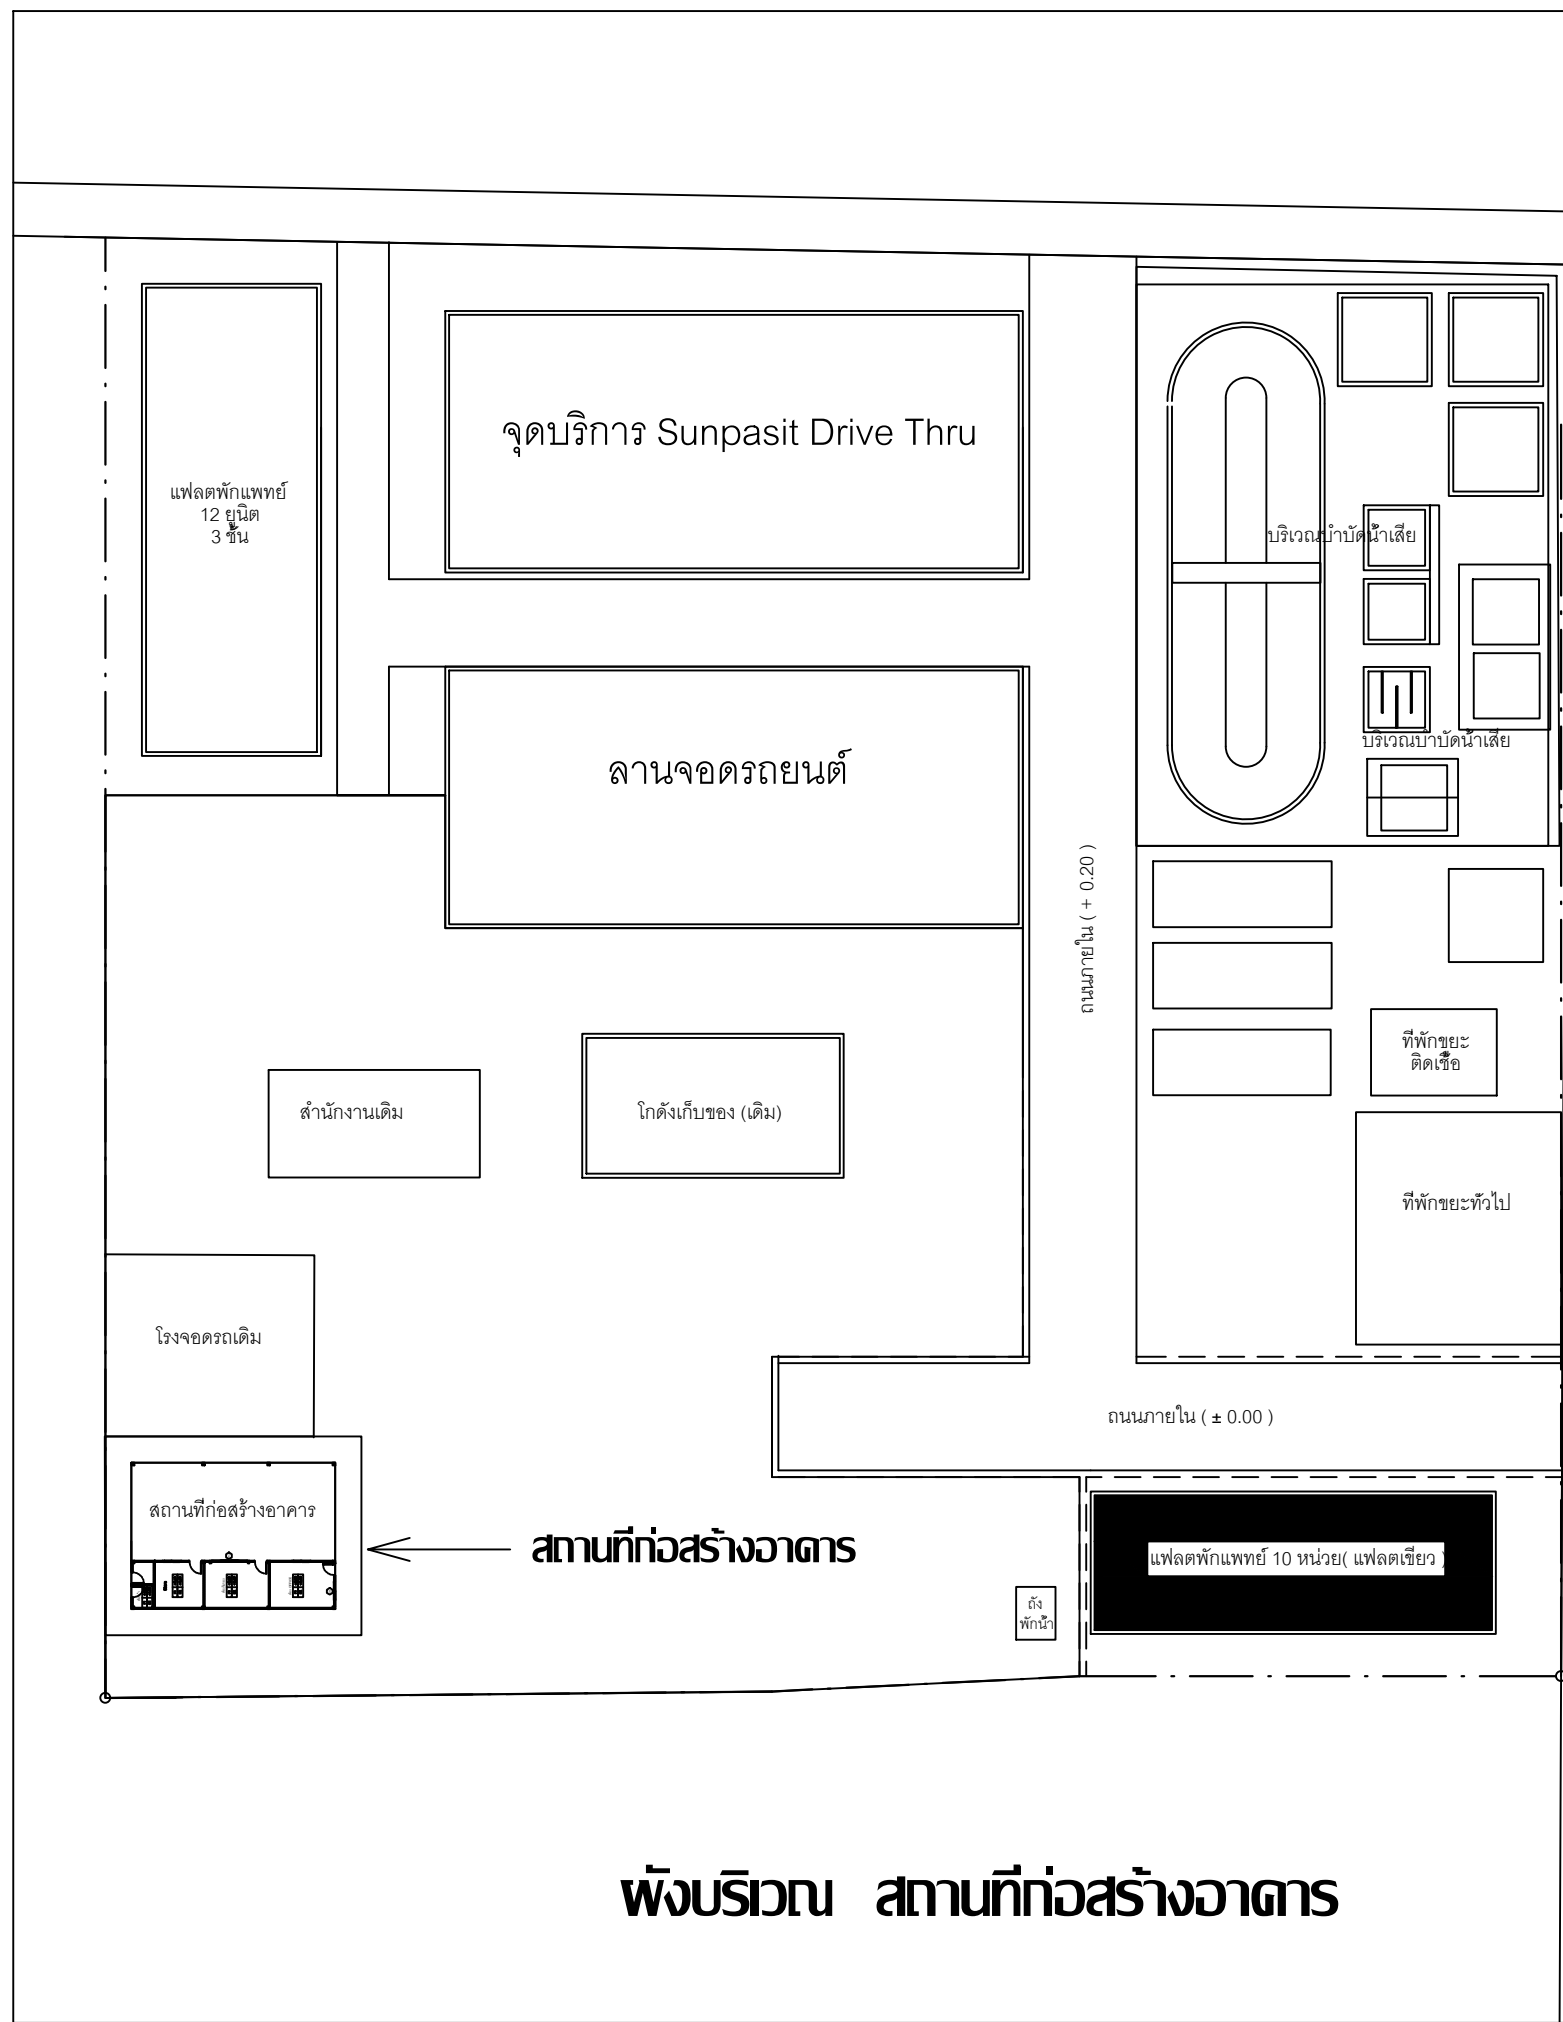 จุดบริการ Sunpasit Drive Thru
แฟลตพักแพทย์
12 ยูนิต
3 ชั้น
บริเวณบำบัดน้ำเสีย
บริเวณบำบัดน้ำเสีย
ลานจอดรถยนต์
ถนนภายใน ( + 0.20 )
ที่พักขยะ
ติดเชื้อ
สำนักงานเดิม
โกดังเก็บของ (เดิม)
ที่พักขยะทั่วไป
โรงจอดรถเดิม
ถนนภายใน ( ± 0.00 )
สถานที่ก่อสร้างอาคาร
สถานที่ก่อสร้างอาคาร
แฟลตพักแพทย์ 10 หน่วย( แฟลตเขียว )
ถัง
พักน้ำ
ผังบริเวณ สถานที่ก่อสร้างอาคาร